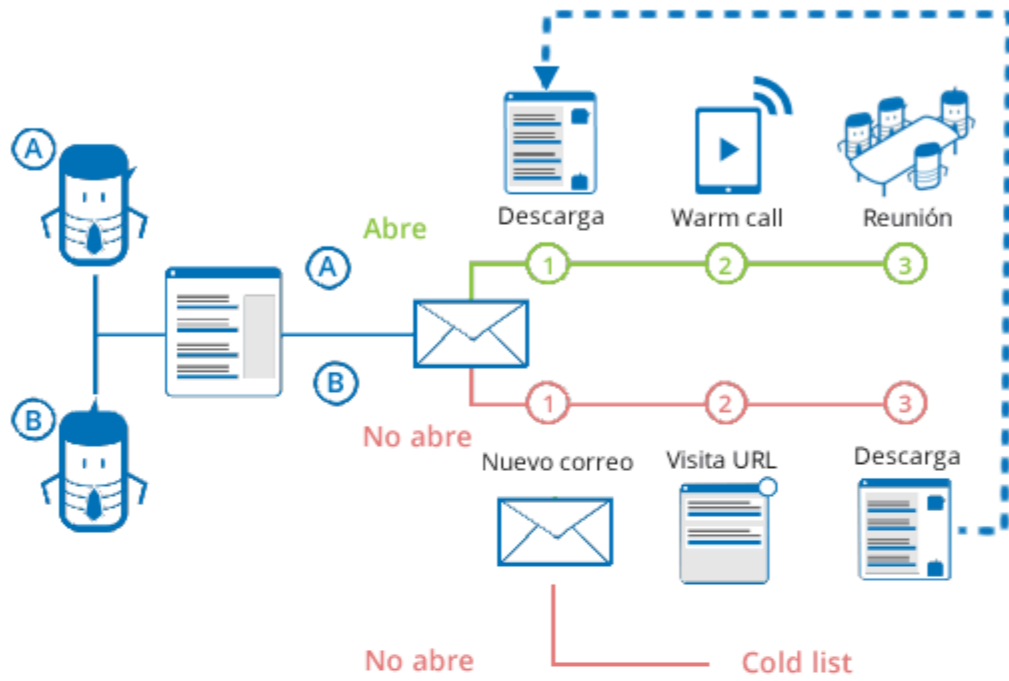 A
Descarga
Warm call
Reunión
Abre
A
1
2
3
B
B
1
2
3
No abre
Nuevo correo
Visita URL
Descarga
No abre
Cold list